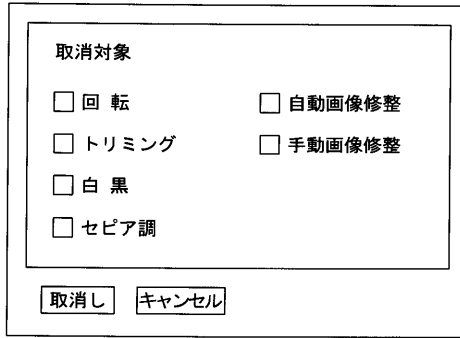 取消対象
回 転
自動画像修整
トリミング
手動画像修整
白 黒
セピア調
取消し
キャンセル